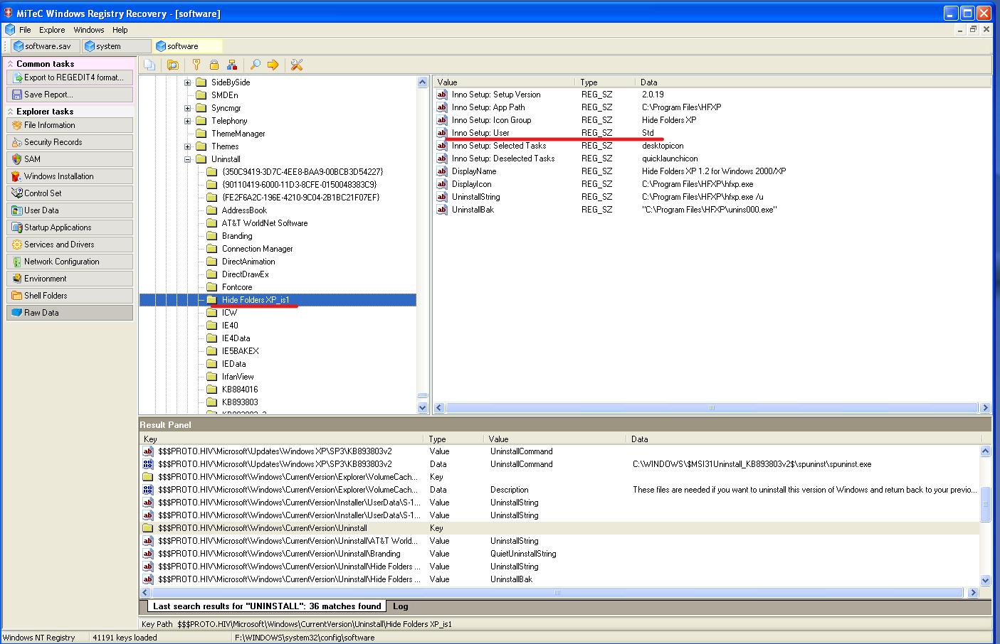 MiTeC Windows Registry Recovery - [software]
File Explore Windows Help
software.sav system software
Common tasks
Export to REGEDIT4 format...
Save Report...
Explorer tasks
File Information
Security Records
SAM
Windows Installation
Control Set
User Data
Startup Applications
Services and Drivers
Network Configuration
Environment
Shell Folders
Raw Data
SideBySide
SMDEn
Syncmgr
Telephony
ThemeManager
Themes
Uninstall
{350C9419-3D7C-4EE8-BAA9-00BCB3D54227}
{90110419-6000-11D3-8CFE-0150048383C9}
{FE2F6A2C-196E-4210-9C04-2B1BC21F07EF}
AddressBook
AT&T WorldNet Software
Branding
Connection Manager
DirectAnimation
DirectDrawEx
Fontcore
Hide Folders XP_is1
ICW
IE40
IE4Data
IE5BAKEX
IEData
IrfanView
KB884016
KB893803
Value Type Data
Inno Setup: Setup Version REG_SZ 2.0.19
Inno Setup: App Path REG_SZ C:\Program Files\HFXP
Inno Setup: Icon Group REG_SZ Hide Folders XP
Inno Setup: User REG_SZ Std
Inno Setup: Selected Tasks REG_SZ desktopicon
Inno Setup: Deselected Tasks REG_SZ quicklaunchicon
DisplayName REG_SZ Hide Folders XP 1.2 for Windows 2000/XP
DisplayIcon REG_SZ C:\Program Files\HFXP\hfxp.exe
UninstallString REG_SZ C:\Program Files\HFXP\hfxp.exe /u
UninstallBak REG_SZ "C:\Program Files\HFXP\unins000.exe"
Result Panel
Key Type Value Data
$$$PROTO.HIV\Microsoft\Updates\Windows XP\SP3\KB893803v2 Value UninstallCommand
$$$PROTO.HIV\Microsoft\Updates\Windows XP\SP3\KB893803v2 Data UninstallCommand C:\WINDOWS\$MSI31Uninstall_KB893803v2$\spuninst\spuninst.exe
$$$PROTO.HIV\Microsoft\Windows\CurrentVersion\Explorer\VolumeCach... Key
$$$PROTO.HIV\Microsoft\Windows\CurrentVersion\Explorer\VolumeCach... Data Description These files are needed if you want to uninstall this version of Windows and return back to your previo...
$$$PROTO.HIV\Microsoft\Windows\CurrentVersion\Installer\UserData\S-1... Value UninstallString
$$$PROTO.HIV\Microsoft\Windows\CurrentVersion\Installer\UserData\S-1... Value UninstallString
$$$PROTO.HIV\Microsoft\Windows\CurrentVersion\Uninstall Key
$$$PROTO.HIV\Microsoft\Windows\CurrentVersion\Uninstall\AT&T World... Value UninstallString
$$$PROTO.HIV\Microsoft\Windows\CurrentVersion\Uninstall\Branding Value QuietUninstallString
$$$PROTO.HIV\Microsoft\Windows\CurrentVersion\Uninstall\Hide Folders ... Value UninstallString
$$$PROTO.HIV\Microsoft\Windows\CurrentVersion\Uninstall\Hide Folders ... Value UninstallBak
Last search results for "UNINSTALL": 36 matches found Log
Key Path $$$PROTO.HIV\Microsoft\Windows\CurrentVersion\Uninstall\Hide Folders XP_is1
Windows NT Registry 41191 keys loaded F:\WINDOWS\system32\config\software